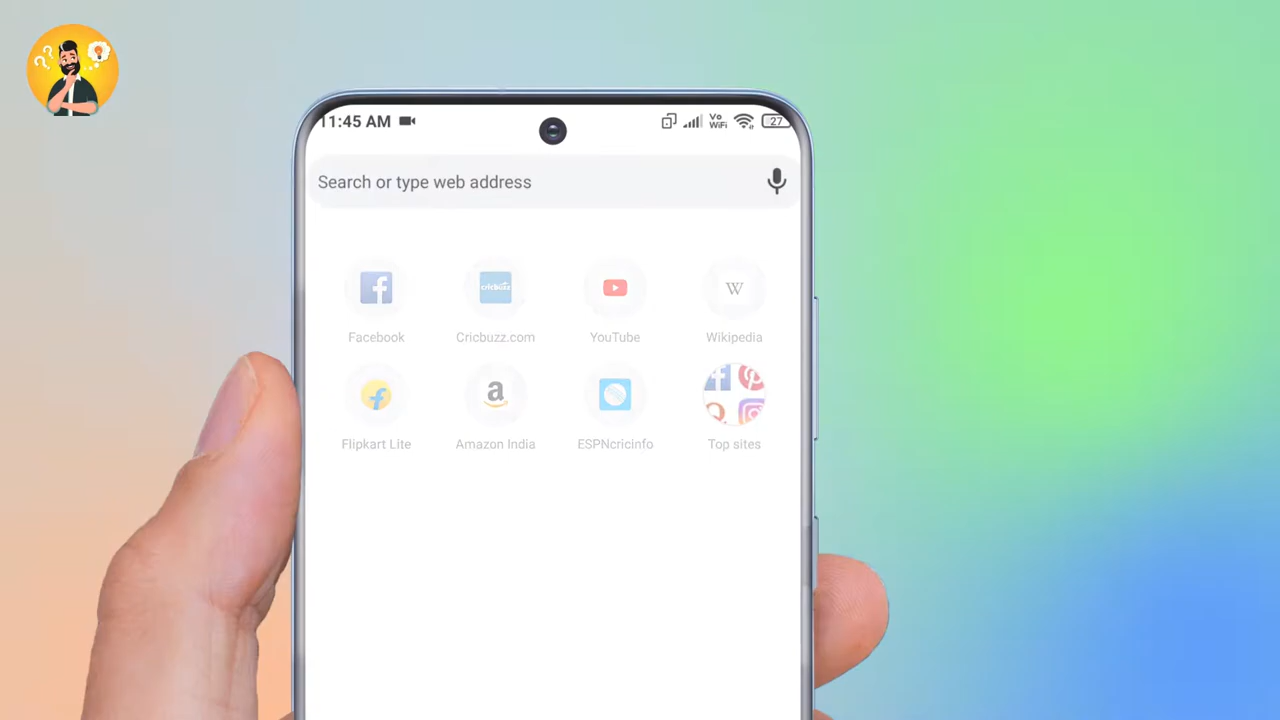 11:45 AM
Vo
WiFi
27
Search or type web address
cricbuzz
W
Facebook
Cricbuzz.com
YouTube
Wikipedia
a
Flipkart Lite
Amazon India
ESPNcricinfo
Top sites